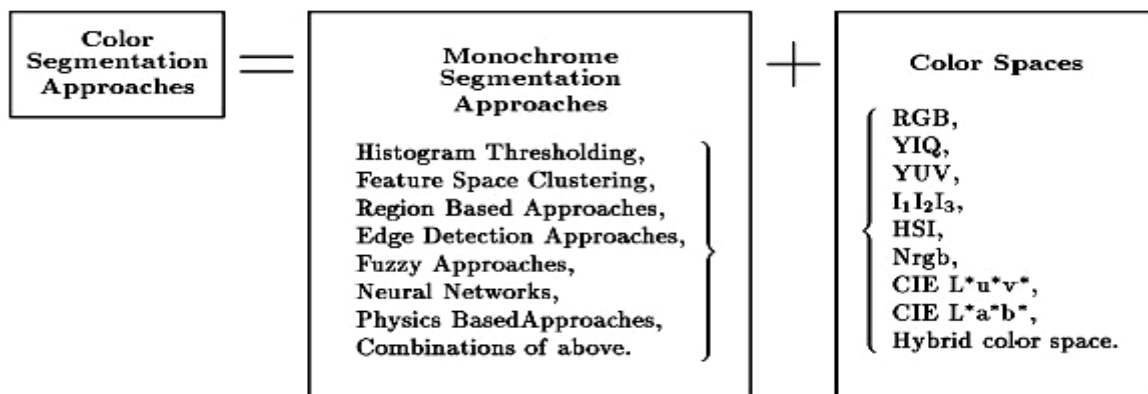 Color
Segmentation
Approaches
=
Monochrome
Segmentation
Approaches
Histogram Thresholding,
Feature Space Clustering,
Region Based Approaches,
Edge Detection Approaches,
Fuzzy Approaches,
Neural Networks,
Physics BasedApproaches,
Combinations of above.
+
Color Spaces
RGB,
YIQ,
YUV,
I₁I₂I₃,
HSI,
Nrgb,
CIE L*u*v*,
CIE L*a*b*,
Hybrid color space.